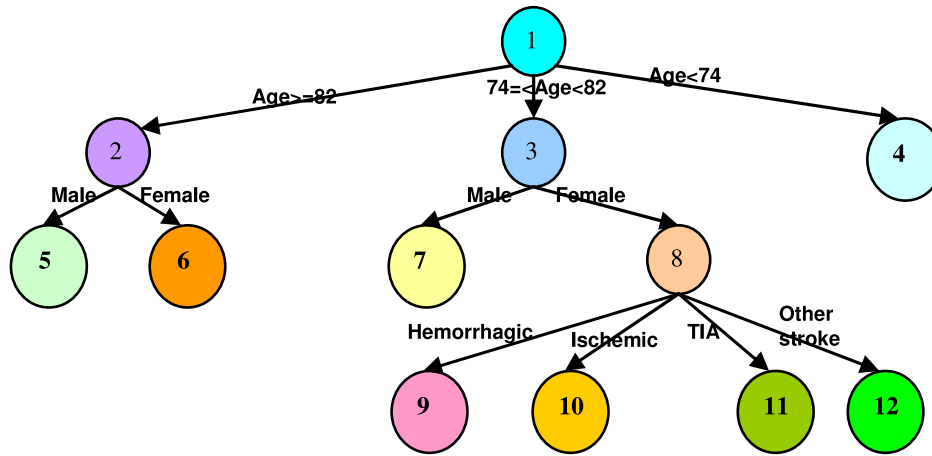 1
Age>=82
74=<Age<82
Age<74
2
3
4
Male
Female
Male
Female
5
6
7
8
Hemorrhagic
Ischemic
TIA
Other
stroke
9
10
11
12